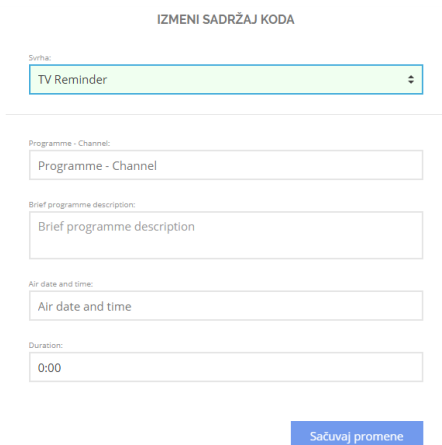 IZMENI SADRŽAJ KODA
Svrha:
TV Reminder
Programme - Channel:
Programme - Channel
Brief programme description:
Brief programme description
Air date and time:
Air date and time
Duration:
0:00
Sačuvaj promene